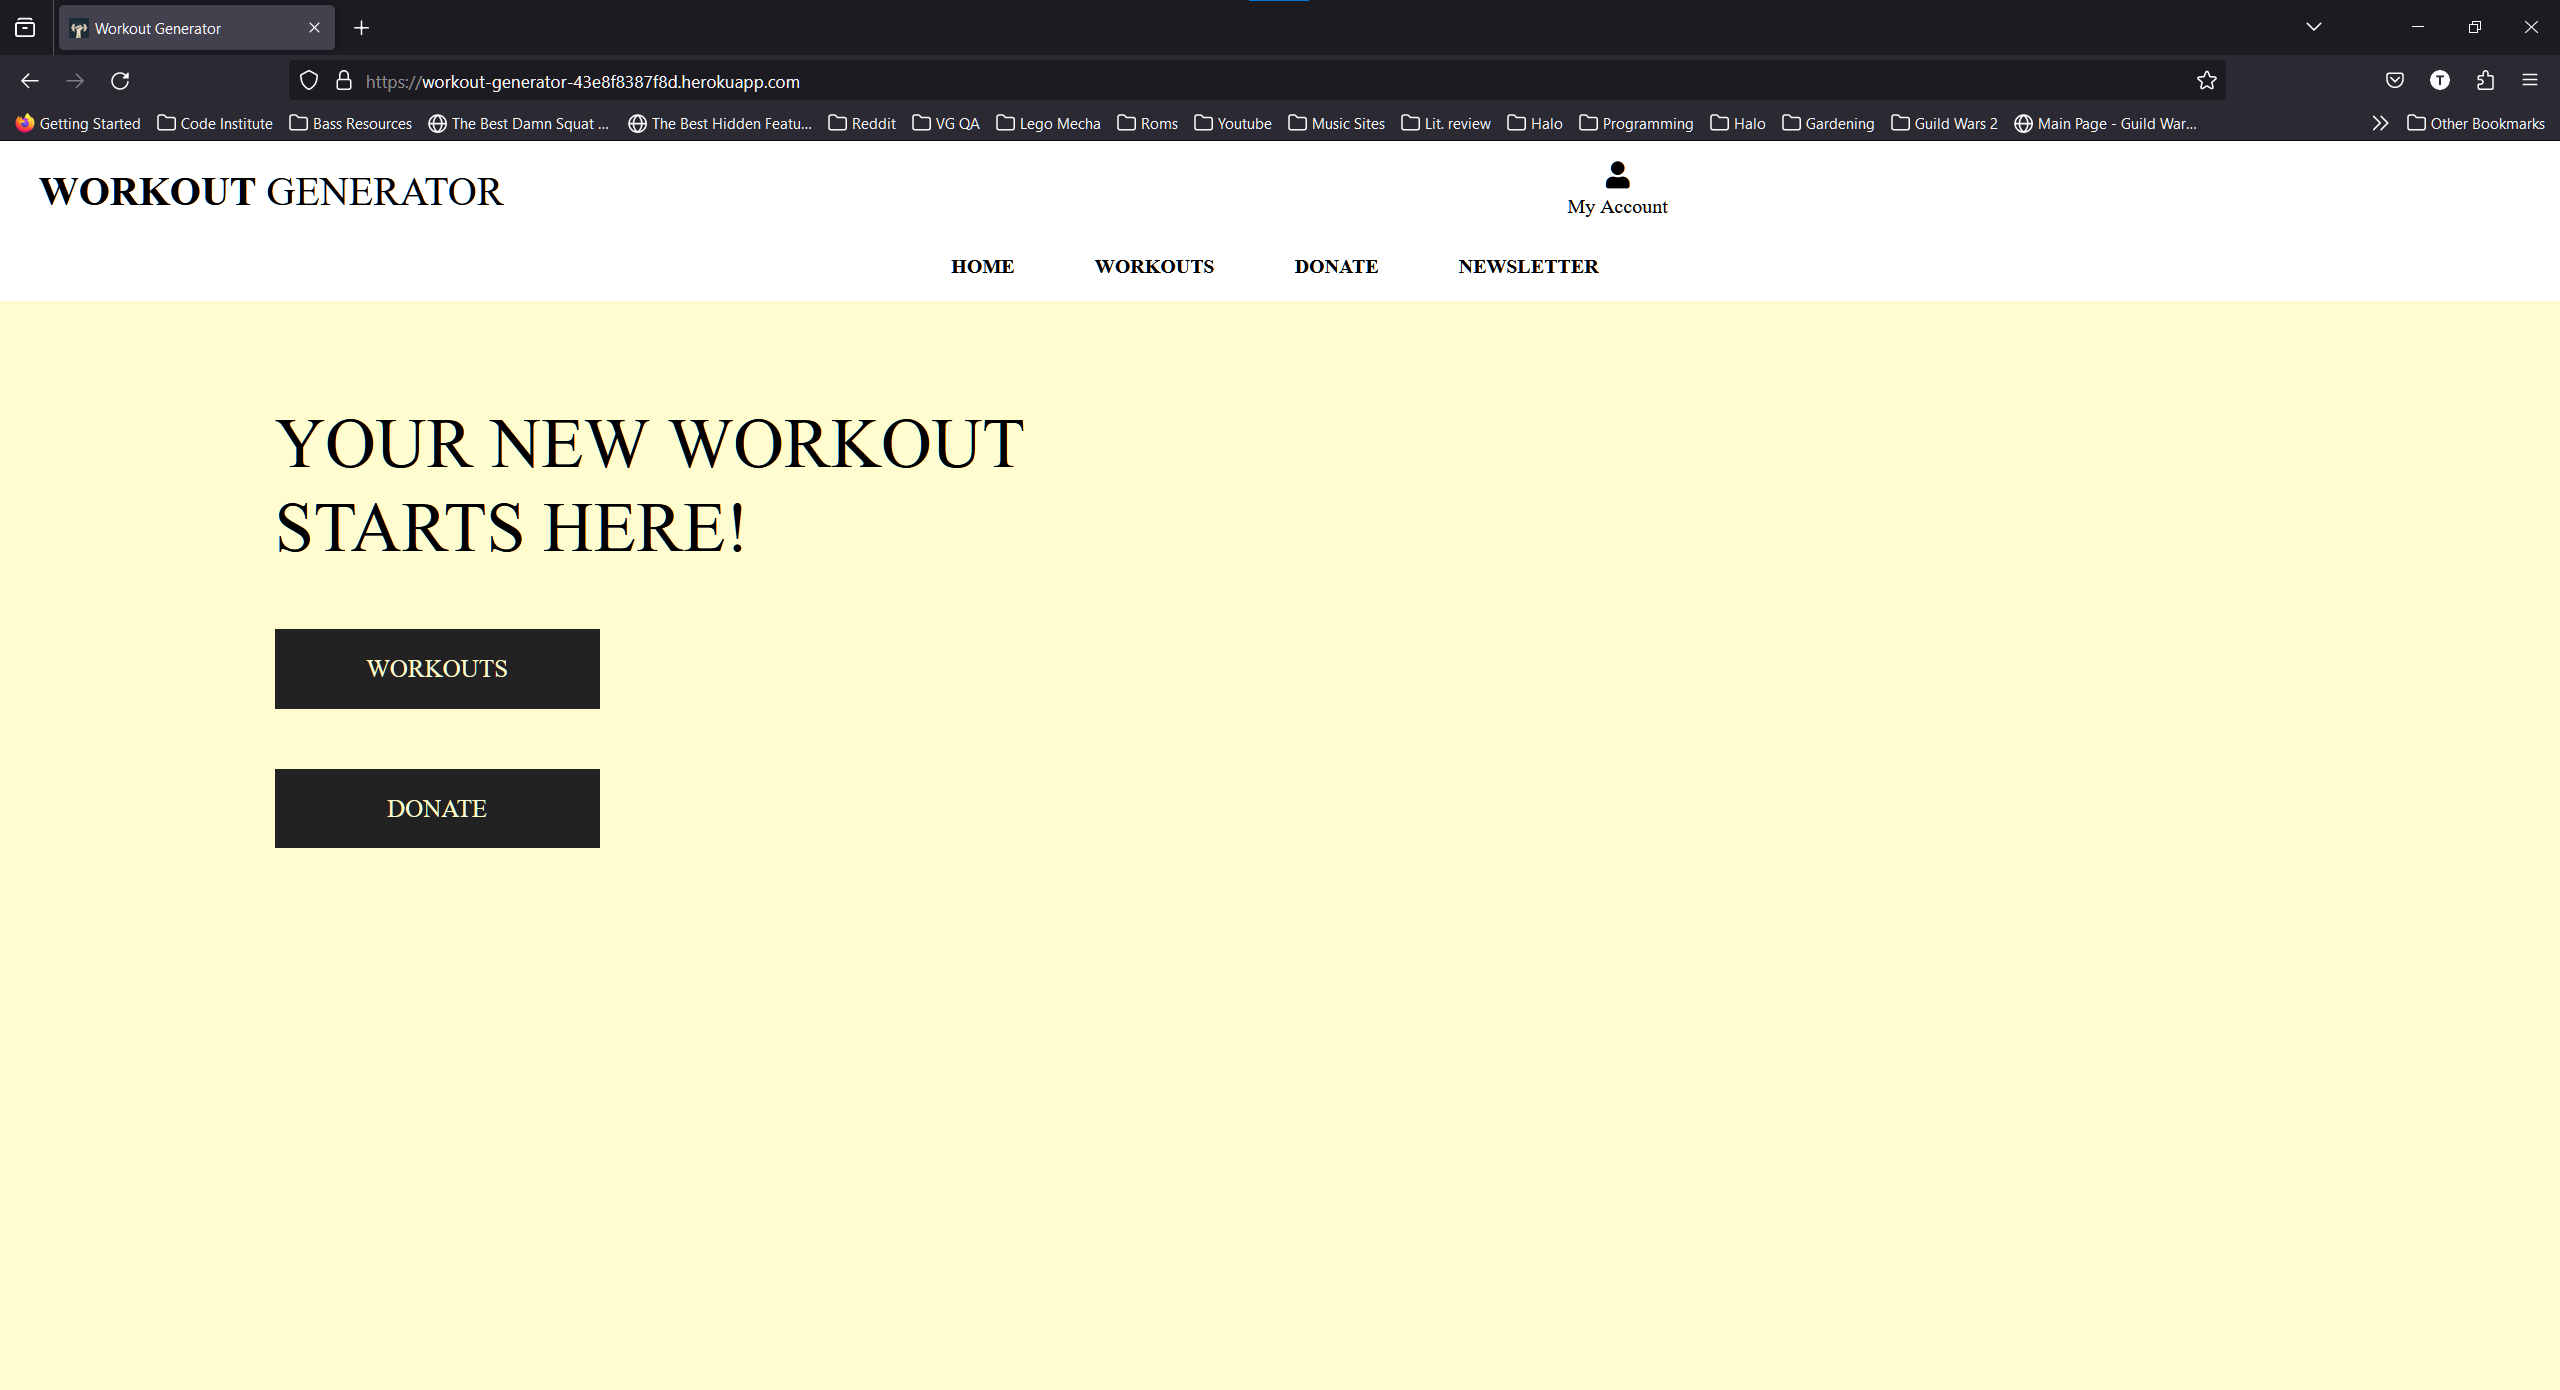 Workout Generator
https://workout-generator-43e8f8387f8d.herokuapp.com
T
Getting Started Code Institute Bass Resources The Best Damn Squat ... The Best Hidden Featu... Reddit VG QA Lego Mecha Roms Youtube Music Sites Lit. review Halo Programming Halo Gardening Guild Wars 2 Main Page - Guild War... Other Bookmarks
WORKOUT GENERATOR
My Account
HOME WORKOUTS DONATE NEWSLETTER
YOUR NEW WORKOUT
STARTS HERE!
WORKOUTS
DONATE